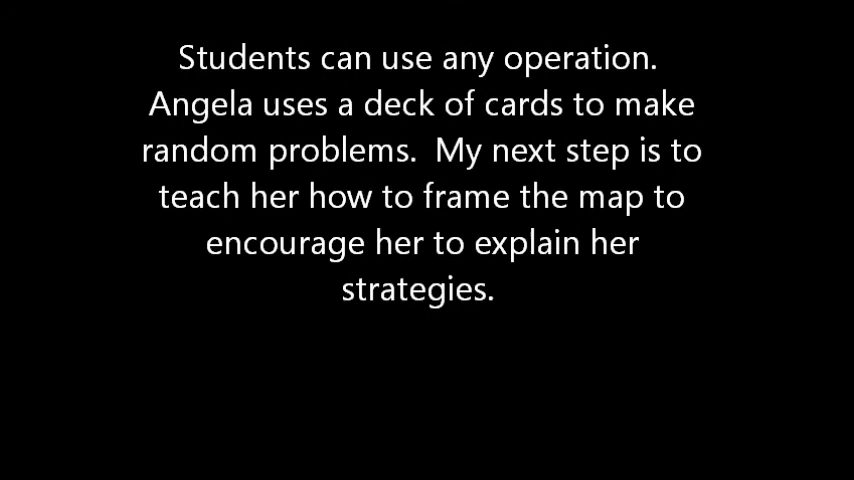 Students can use any operation.
Angela uses a deck of cards to make
random problems.  My next step is to
teach her how to frame the map to
encourage her to explain her
strategies.